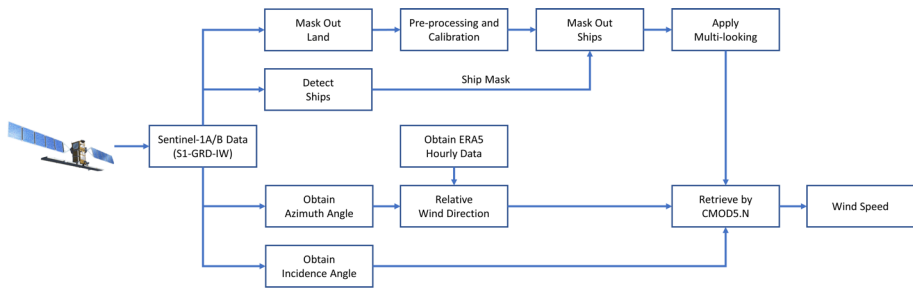 Mask Out
Land
Pre-processing and
Calibration
Mask Out
Ships
Apply
Multi-looking
Detect
Ships
Ship Mask
Sentinel-1A/B Data
(S1-GRD-IW)
Obtain ERA5
Hourly Data
Obtain
Azimuth Angle
Relative
Wind Direction
Retrieve by
CMOD5.N
Wind Speed
Obtain
Incidence Angle